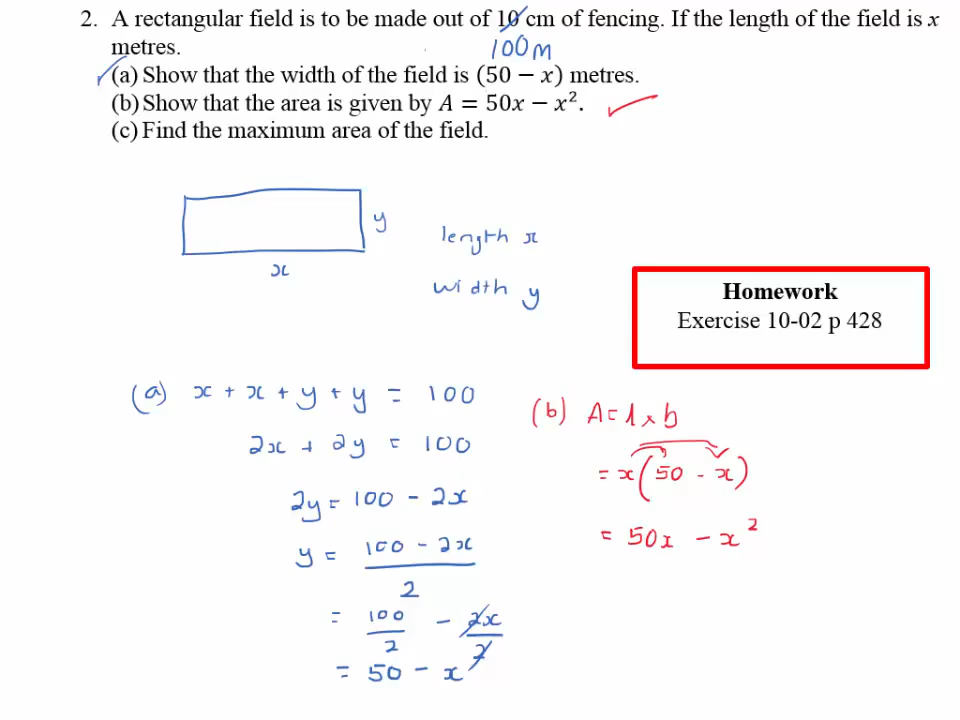 2. A rectangular field is to be made out of 10 cm of fencing. If the length of the field is x
metres.
100m
(a) Show that the width of the field is (50 − x) metres.
(b) Show that the area is given by A = 50x − x².
(c) Find the maximum area of the field.
y
x
length x
width y
Homework
Exercise 10-02 p 428
(a) x + x + y + y = 100
2x + 2y = 100
2y = 100 - 2x
y = 100 - 2x
2
= 100 - 2x
2 2
= 50 - x
(b) A = l × b
= x(50 - x)
= 50x - x²